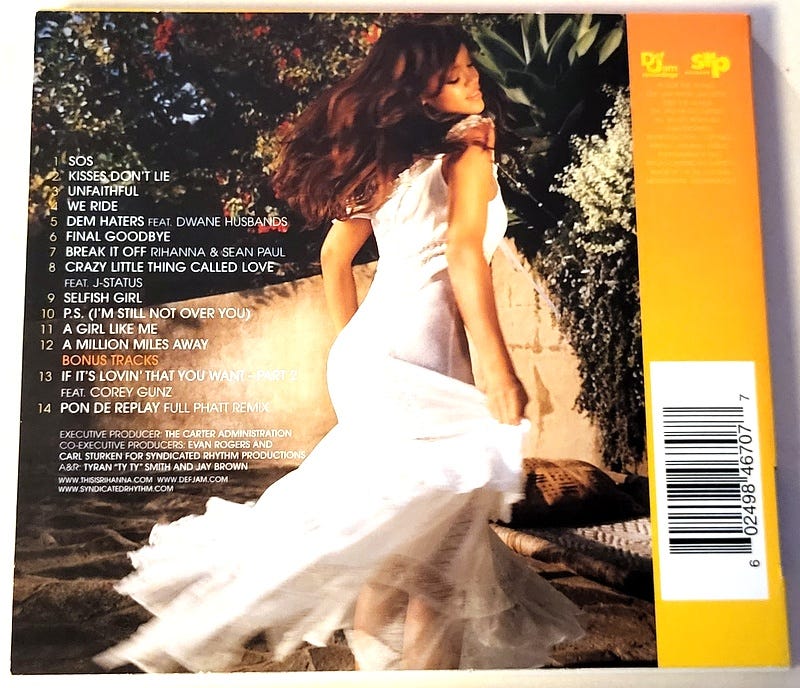 1 SOS
2 KISSES DON'T LIE
3 UNFAITHFUL
4 WE RIDE
5 DEM HATERS FEAT. DWANE HUSBANDS
6 FINAL GOODBYE
7 BREAK IT OFF RIHANNA & SEAN PAUL
8 CRAZY LITTLE THING CALLED LOVE
FEAT. J-STATUS
9 SELFISH GIRL
10 P.S. (I'M STILL NOT OVER YOU)
11 A GIRL LIKE ME
12 A MILLION MILES AWAY
BONUS TRACKS
13 IF IT'S LOVIN' THAT YOU WANT - PART 2
FEAT. COREY GUNZ
14 PON DE REPLAY FULL PHATT REMIX
EXECUTIVE PRODUCER: THE CARTER ADMINISTRATION
CO-EXECUTIVE PRODUCERS: EVAN ROGERS AND
CARL STURKEN FOR SYNDICATED RHYTHM PRODUCTIONS
A&R: TYRAN "TY TY" SMITH AND JAY BROWN
WWW.THISISRIHANNA.COM WWW.DEFJAM.COM
WWW.SYNDICATEDRHYTHM.COM
Def Jam recordings
srp
6 02498 46707 7